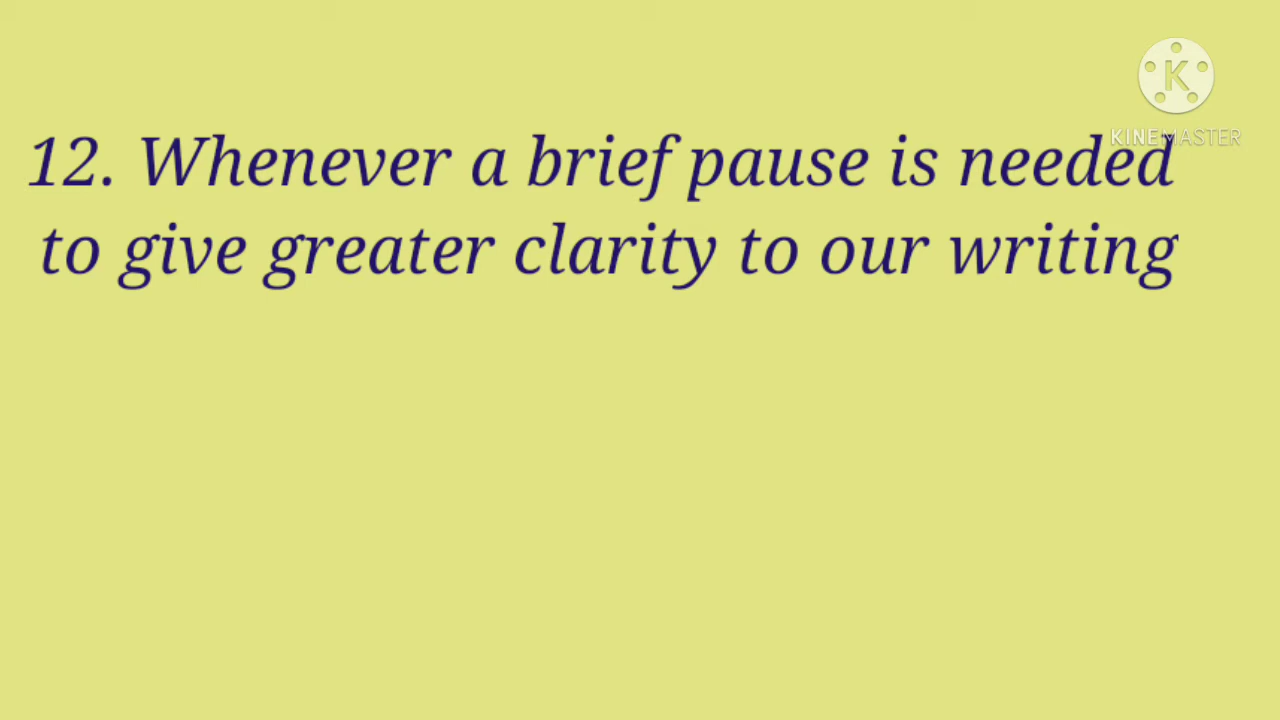 K
KINEMASTER
12. Whenever a brief pause is needed
to give greater clarity to our writing